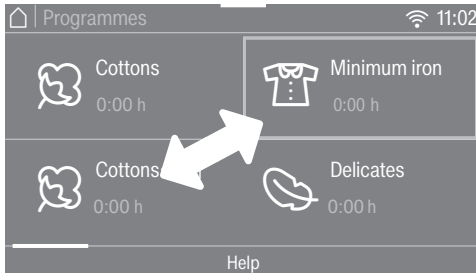 Programmes 11:02
Cottons
0:00 h
Minimum iron
0:00 h
Cottons
0:00 h
Delicates
0:00 h
Help